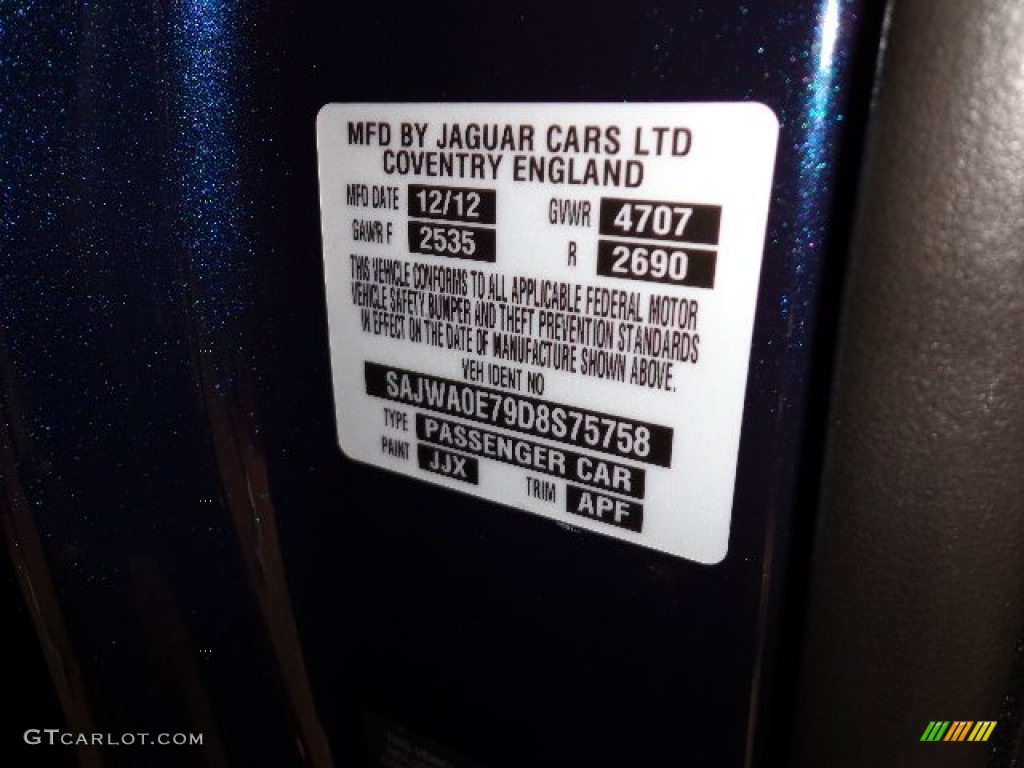 MFD BY JAGUAR CARS LTD
COVENTRY ENGLAND
MFD DATE 12/12 GVWR 4707
GAWR F 2535 R 2690
THIS VEHICLE CONFORMS TO ALL APPLICABLE FEDERAL MOTOR
VEHICLE SAFETY, BUMPER AND THEFT PREVENTION STANDARDS
IN EFFECT ON THE DATE OF MANUFACTURE SHOWN ABOVE.
VEH IDENT NO
SAJWA0E79D8S75758
TYPE PASSENGER CAR
PAINT JJX TRIM APF
GTCARLOT.COM